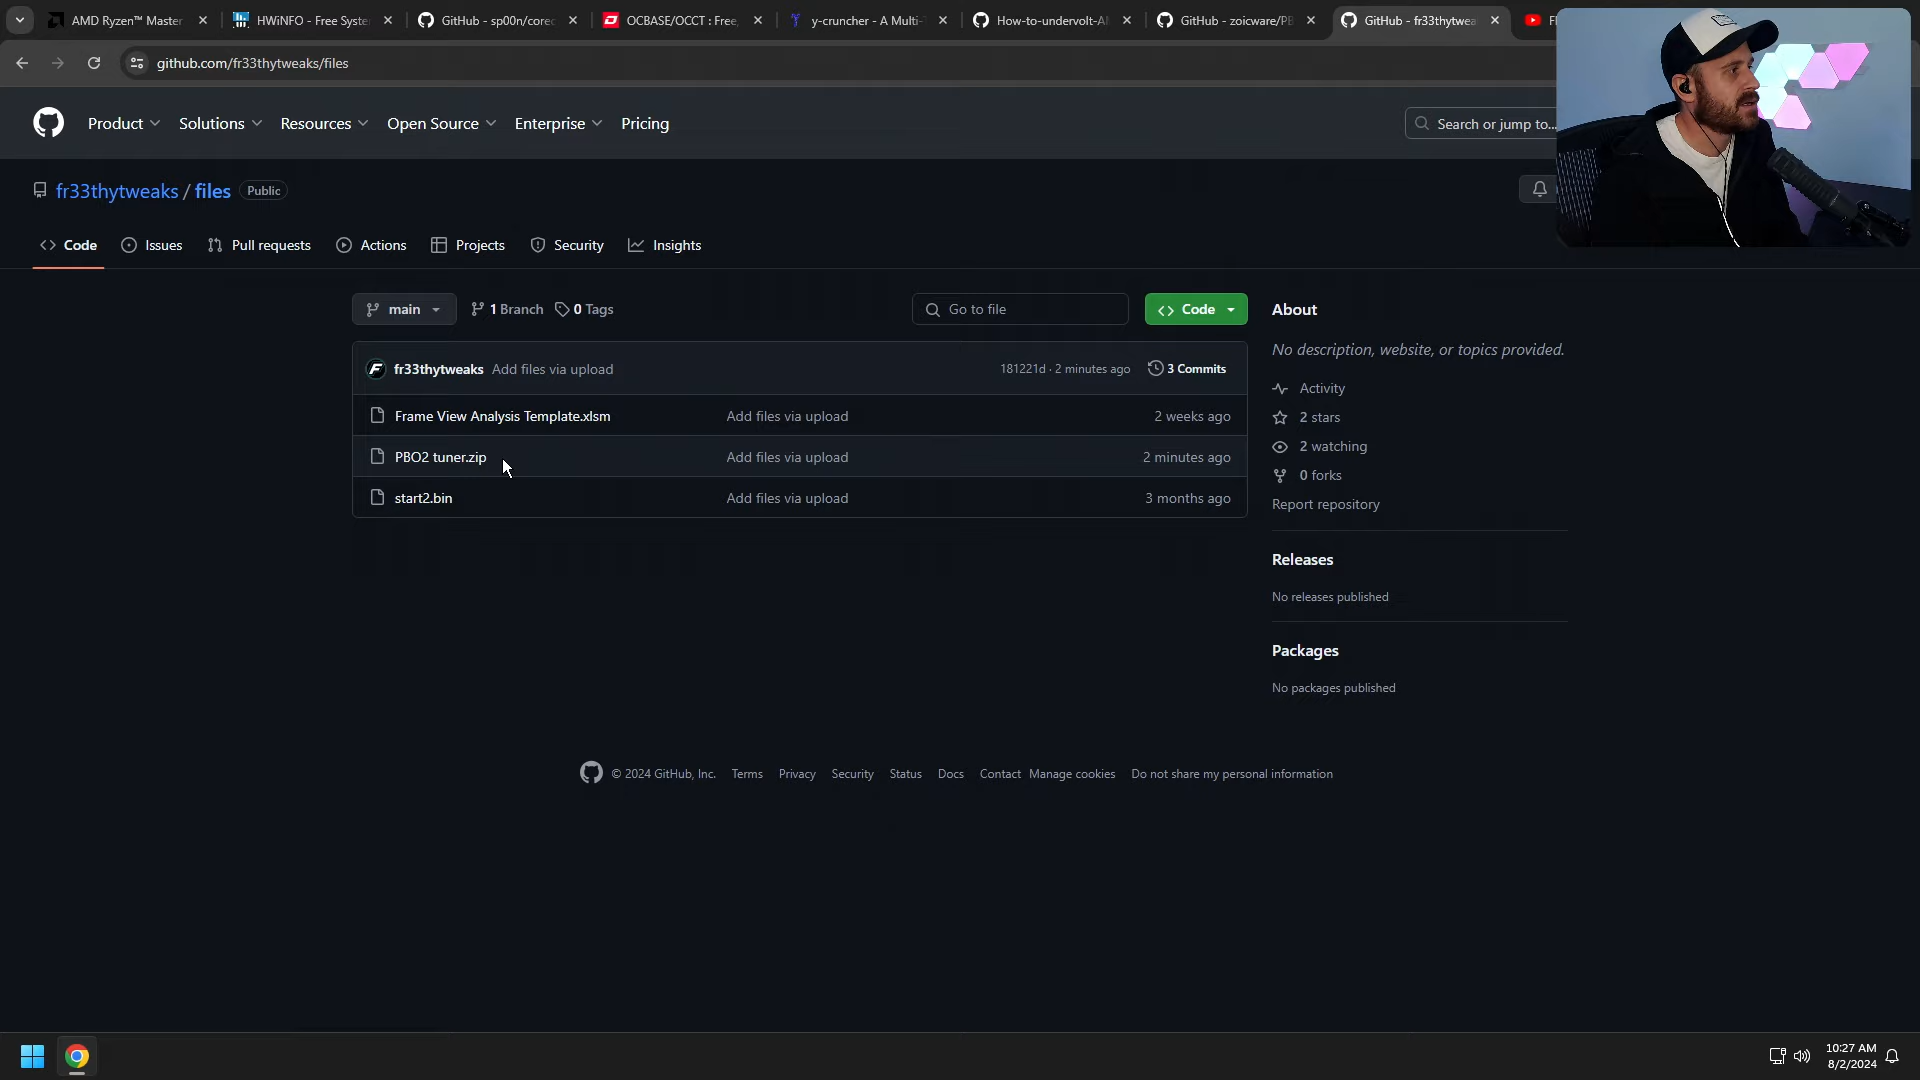 AMD Ryzen™ Master
HWiNFO - Free Syste
GitHub - sp00n/corec
OCBASE/OCCT : Free,
y-cruncher - A Multi-T
How-to-undervolt-A
GitHub - zoicware/PB
GitHub - fr33thytwea
github.com/fr33thytweaks/files
Product
Solutions
Resources
Open Source
Enterprise
Pricing
Search or jump to...
fr33thytweaks / files
Public
Code
Issues
Pull requests
Actions
Projects
Security
Insights
main
1 Branch
0 Tags
Go to file
Code
fr33thytweaks Add files via upload 181221d · 2 minutes ago 3 Commits
Frame View Analysis Template.xlsm Add files via upload 2 weeks ago
PBO2 tuner.zip Add files via upload 2 minutes ago
start2.bin Add files via upload 3 months ago
About
No description, website, or topics provided.
Activity
2 stars
2 watching
0 forks
Report repository
Releases
No releases published
Packages
No packages published
© 2024 GitHub, Inc. Terms Privacy Security Status Docs Contact Manage cookies Do not share my personal information
10:27 AM
8/2/2024